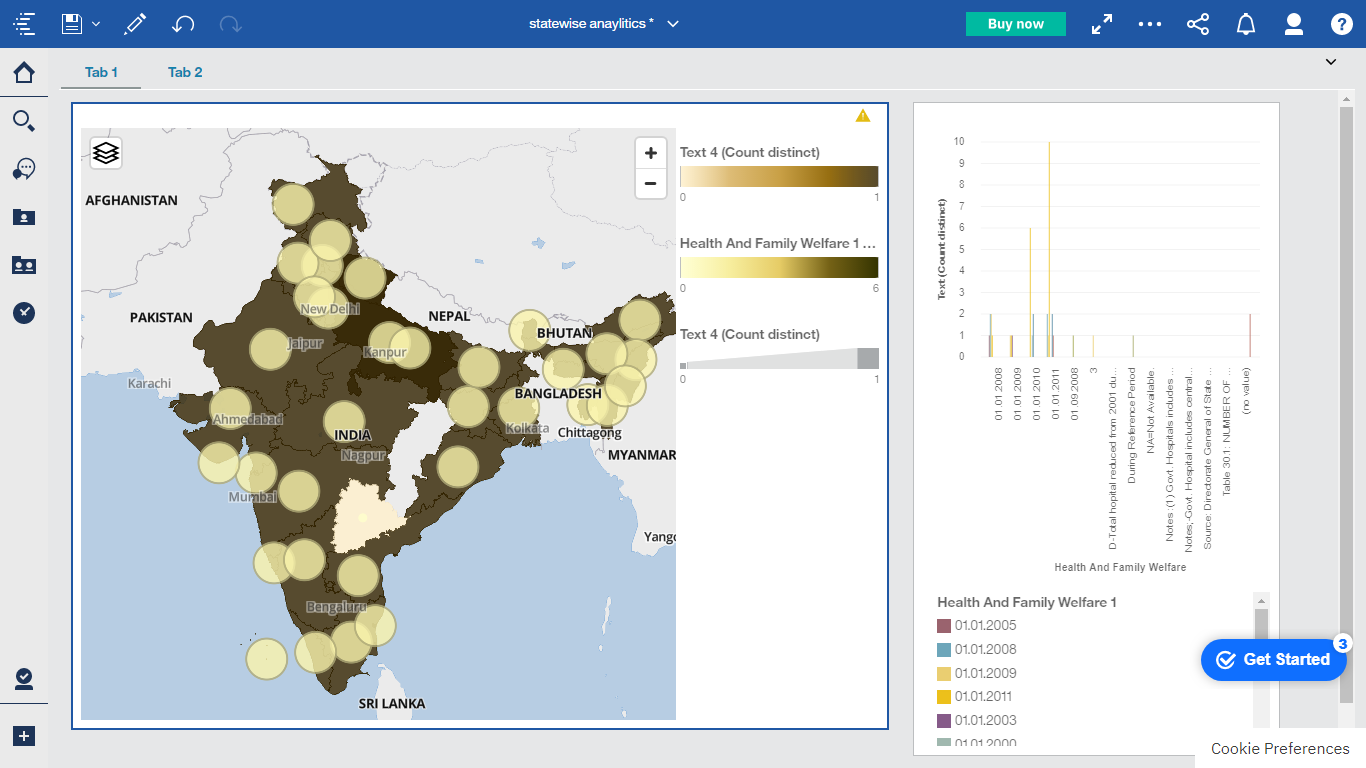 statewise anaylitics *
Buy now
Tab 1
Tab 2
AFGHANISTAN
PAKISTAN
NEPAL
BHUTAN
New Delhi
Jaipur
Kanpur
Karachi
BANGLADESH
Ahmedabad
Kolkata
Chittagong
INDIA
Nagpur
MYANMAR
Mumbai
Yango
Bengaluru
SRI LANKA
+
−
Text 4 (Count distinct)
0
1
Health And Family Welfare 1 ...
0
6
Text 4 (Count distinct)
0
1
Text (Count distinct)
10
9
8
7
6
5
4
3
2
1
0
01.01.2008
01.01.2009
01.01.2010
01.01.2011
01.09.2008
3
D-Total hopital reduced from 2001 du...
During Reference Period
NA=Not Available.
Notes :(1) Govt. Hospitals includes ...
Notes;-Govt. Hospital includes central...
Source: Directorate General of State ...
Table 30.1: NUMBER OF ...
(no value)
Health And Family Welfare
Health And Family Welfare 1
01.01.2005
01.01.2008
01.01.2009
01.01.2011
01.01.2003
01.01.2000
Get Started
3
Cookie Preferences